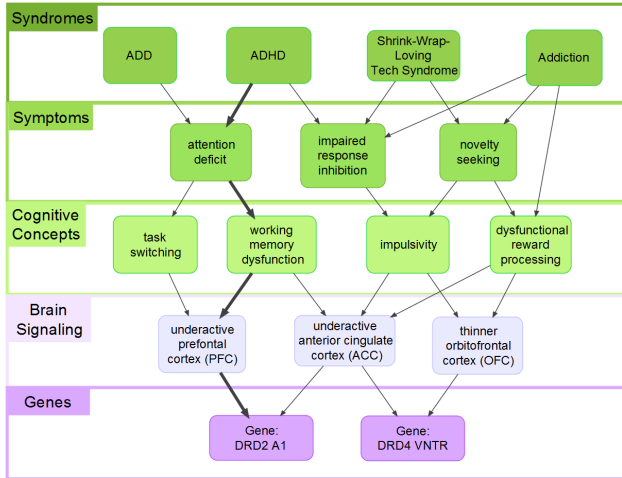 Syndromes
ADD
ADHD
Shrink-Wrap-
Loving
Tech Syndrome
Addiction
Symptoms
attention
deficit
impaired
response
inhibition
novelty
seeking
Cognitive
Concepts
task
switching
working
memory
dysfunction
impulsivity
dysfunctional
reward
processing
Brain
Signaling
underactive
prefontal
cortex (PFC)
underactive
anterior cingulate
cortex (ACC)
thinner
orbitofrontal
cortex (OFC)
Genes
Gene:
DRD2 A1
Gene:
DRD4 VNTR